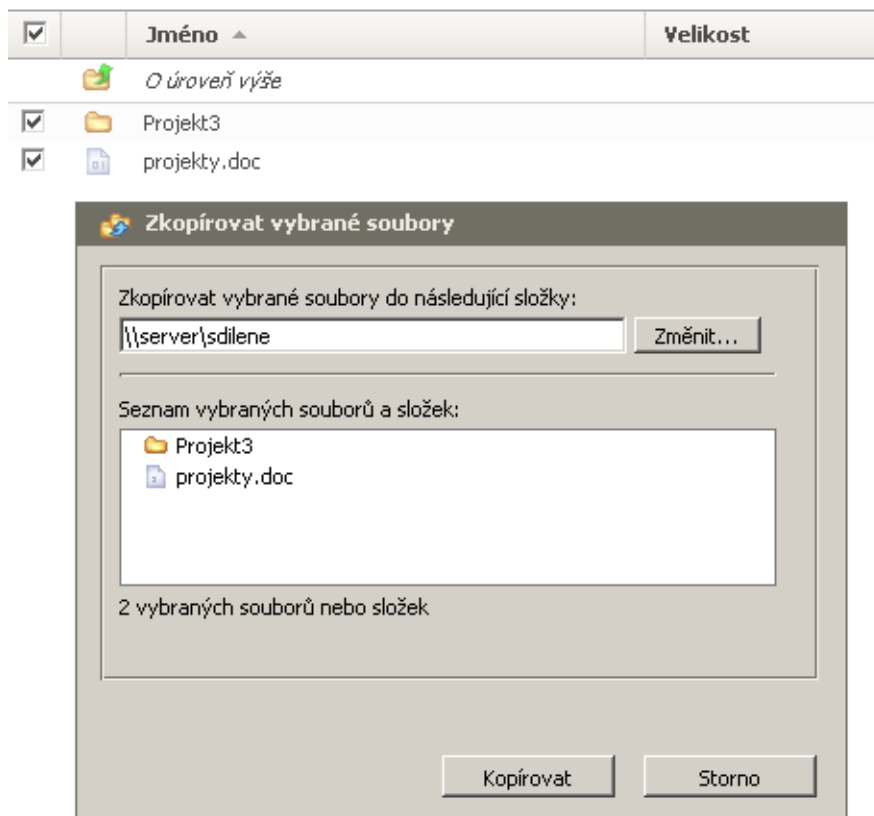 Jméno Velikost
O úroveň výše
Projekt3
projekty.doc
Zkopírovat vybrané soubory
Zkopírovat vybrané soubory do následující složky:
\\server\sdilene Změnit...
Seznam vybraných souborů a složek:
Projekt3
projekty.doc
2 vybraných souborů nebo složek
Kopírovat Storno